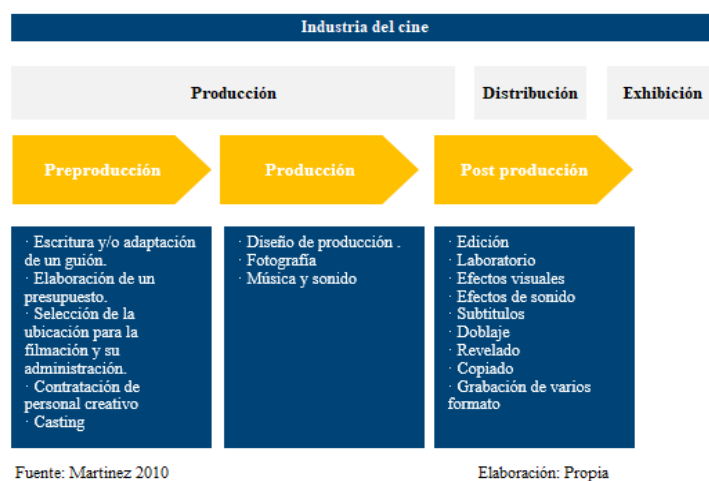 Industria del cine
Producción
Distribución
Exhibición
Preproducción
Producción
Post producción
· Escritura y/o adaptación
de un guión.
· Elaboración de un
presupuesto.
· Selección de la
ubicación para la
filmación y su
administración.
· Contratación de
personal creativo
· Casting
· Diseño de producción .
· Fotografía
· Música y sonido
· Edición
· Laboratorio
· Efectos visuales
· Efectos de sonido
· Subtitulos
· Doblaje
· Revelado
· Copiado
· Grabación de varios
formato
Fuente: Martinez 2010
Elaboración: Propia